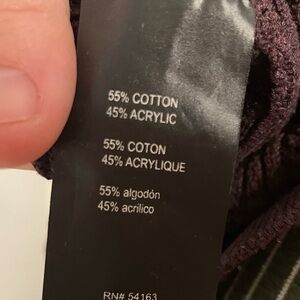 55% COTTON
45% ACRYLIC
55% COTON
45% ACRYLIQUE
55% algodón
45% acrílico
RN# 54163